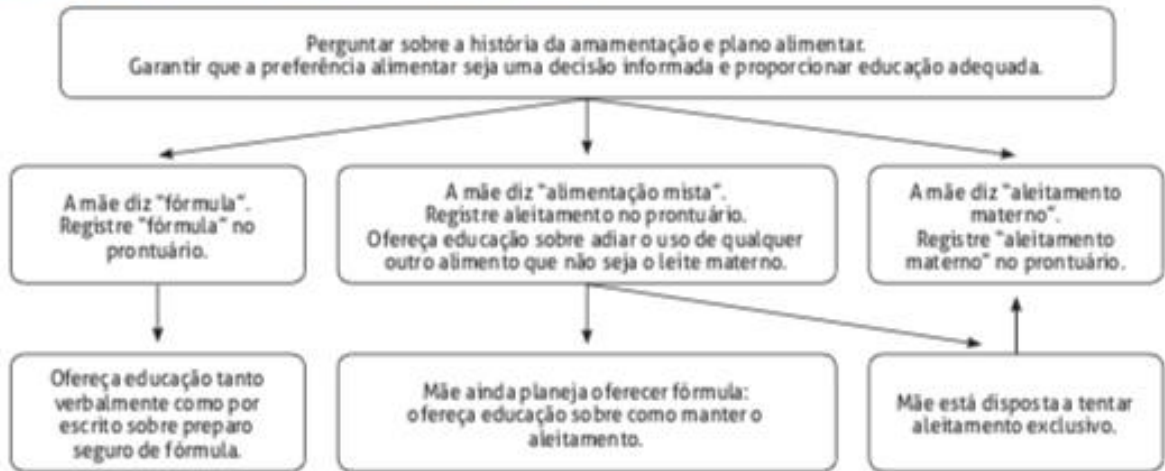 Perguntar sobre a história da amamentação e plano alimentar.
Garantir que a preferência alimentar seja uma decisão informada e proporcionar educação adequada.
A mãe diz "fórmula".
Registre "fórmula" no
prontuário.
A mãe diz "alimentação mista".
Registre aleitamento no prontuário.
Ofereça educação sobre adiar o uso de qualquer
outro alimento que não seja o leite materno.
A mãe diz "aleitamento
materno".
Registre "aleitamento
materno" no prontuário.
Ofereça educação tanto
verbalmente como por
escrito sobre preparo
seguro de fórmula.
Mãe ainda planeja oferecer fórmula:
ofereça educação sobre como manter o
aleitamento.
Mãe está disposta a tentar
aleitamento exclusivo.